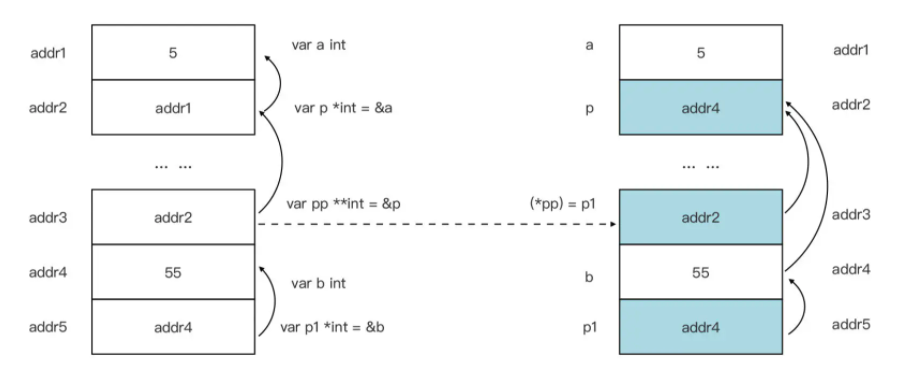 addr1 5 var a int a 5 addr1
addr2 addr1 var p *int = &a p addr4 addr2
... ... ... ...
addr3 addr2 var pp **int = &p (*pp) = p1 addr2 addr3
addr4 55 var b int b 55 addr4
addr5 addr4 var p1 *int = &b p1 addr4 addr5